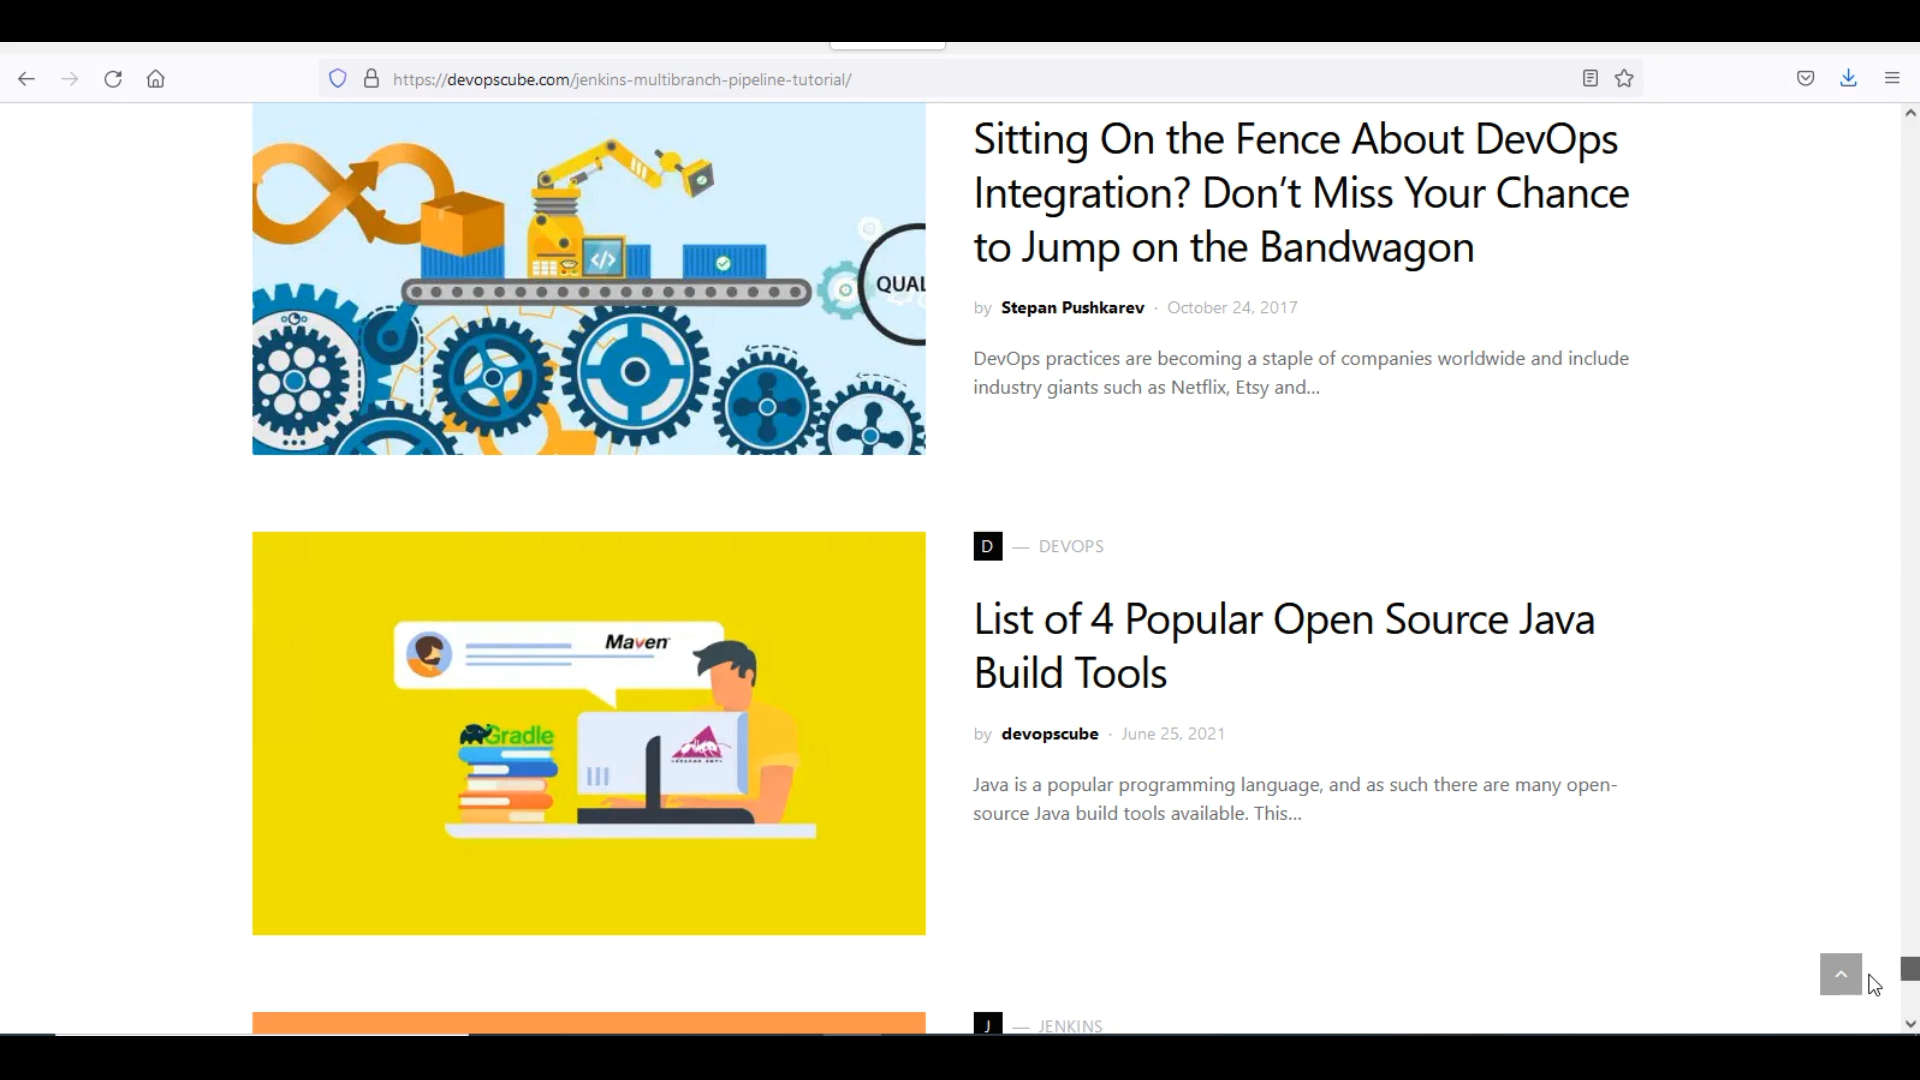 https://devopscube.com/jenkins-multibranch-pipeline-tutorial/
Sitting On the Fence About DevOps
Integration? Don't Miss Your Chance
to Jump on the Bandwagon
QUAL
by Stepan Pushkarev · October 24, 2017
DevOps practices are becoming a staple of companies worldwide and include
industry giants such as Netflix, Etsy and...
D — DEVOPS
List of 4 Popular Open Source Java
Build Tools
Maven
Gradle
by devopscube · June 25, 2021
Java is a popular programming language, and as such there are many open-
source Java build tools available. This...
J — JENKINS